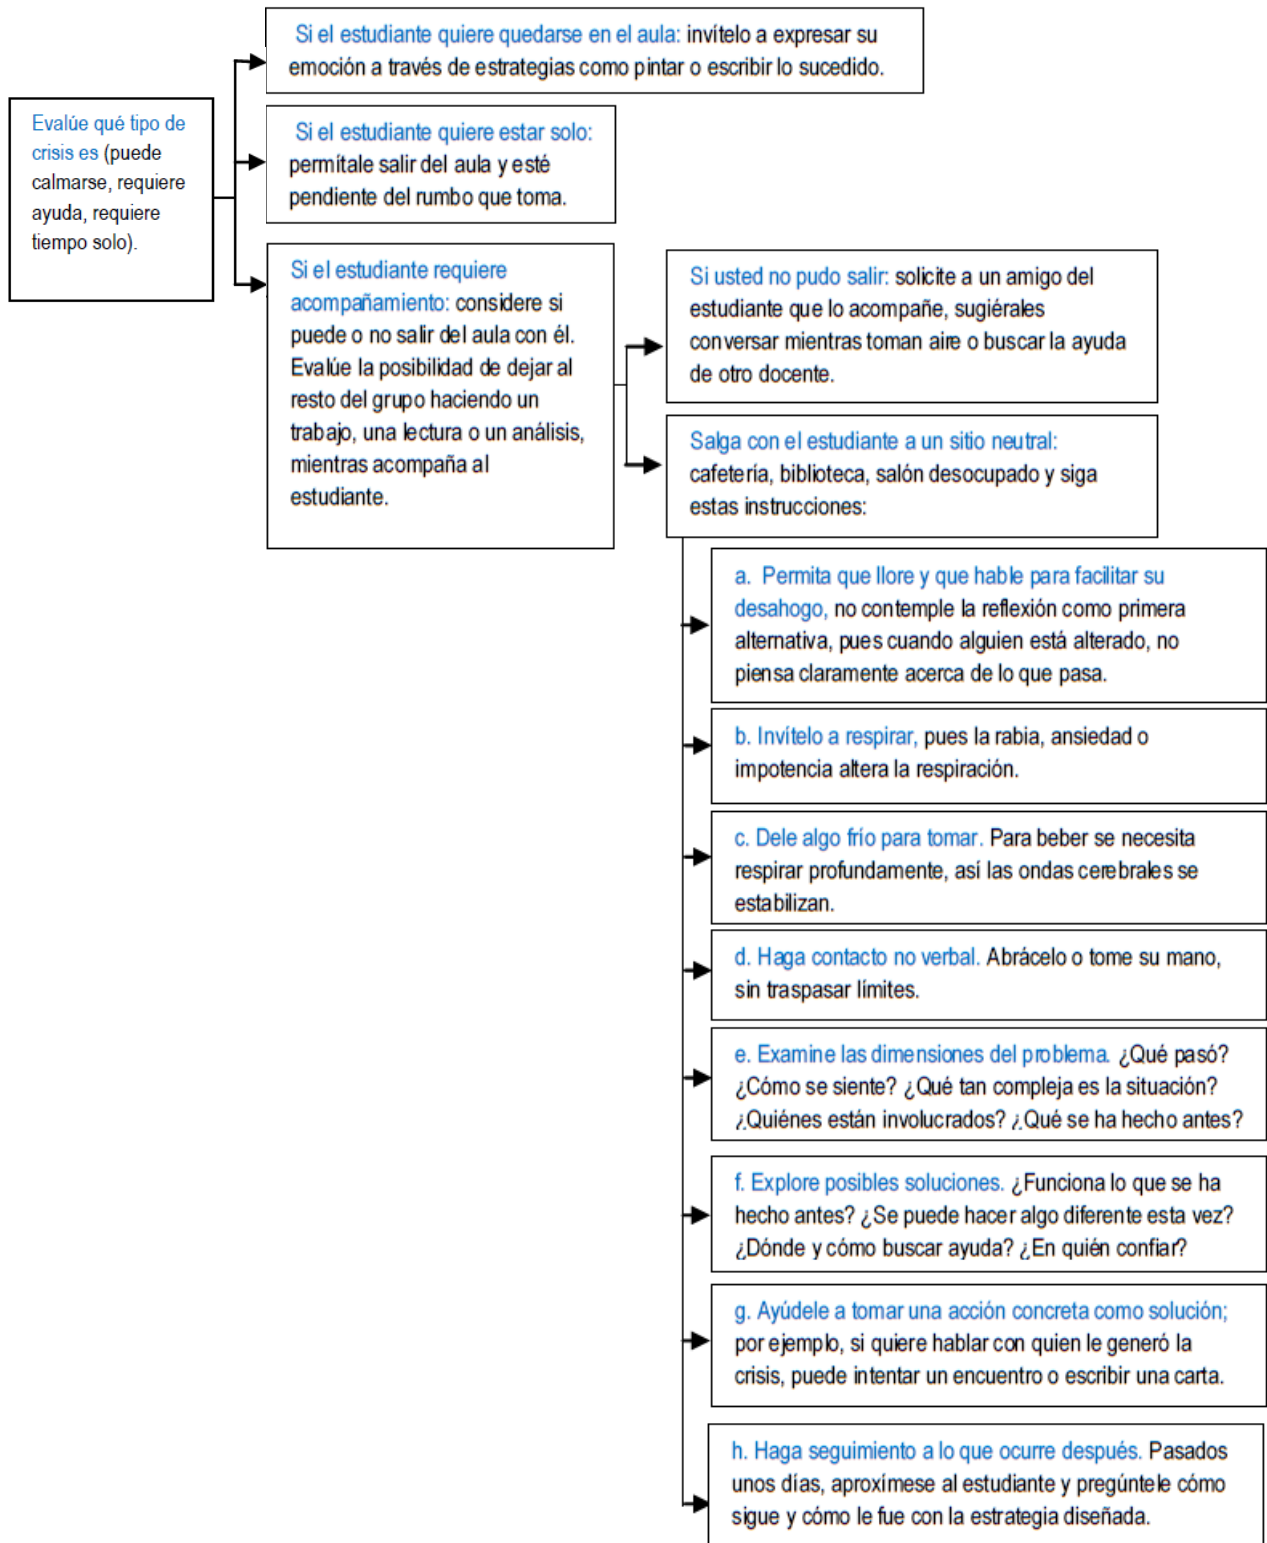 Si el estudiante quiere quedarse en el aula: invítelo a expresar su
emoción a través de estrategias como pintar o escribir lo sucedido.
Evalúe qué tipo de
crisis es (puede
calmarse, requiere
ayuda, requiere
tiempo solo).
Si el estudiante quiere estar solo:
permítale salir del aula y esté
pendiente del rumbo que toma.
Si el estudiante requiere
acompañamiento: considere si
puede o no salir del aula con él.
Evalúe la posibilidad de dejar al
resto del grupo haciendo un
trabajo, una lectura o un análisis,
mientras acompaña al
estudiante.
Si usted no pudo salir: solicite a un amigo del
estudiante que lo acompañe, sugiérales
conversar mientras toman aire o buscar la ayuda
de otro docente.
Salga con el estudiante a un sitio neutral:
cafetería, biblioteca, salón desocupado y siga
estas instrucciones:
a. Permita que llore y que hable para facilitar su
desahogo, no contemple la reflexión como primera
alternativa, pues cuando alguien está alterado, no
piensa claramente acerca de lo que pasa.
b. Invítelo a respirar, pues la rabia, ansiedad o
impotencia altera la respiración.
c. Dele algo frío para tomar. Para beber se necesita
respirar profundamente, así las ondas cerebrales se
estabilizan.
d. Haga contacto no verbal. Abrácelo o tome su mano,
sin traspasar límites.
e. Examine las dimensiones del problema. ¿Qué pasó?
¿Cómo se siente? ¿Qué tan compleja es la situación?
¿Quiénes están involucrados? ¿Qué se ha hecho antes?
f. Explore posibles soluciones. ¿Funciona lo que se ha
hecho antes? ¿Se puede hacer algo diferente esta vez?
¿Dónde y cómo buscar ayuda? ¿En quién confiar?
g. Ayúdele a tomar una acción concreta como solución;
por ejemplo, si quiere hablar con quien le generó la
crisis, puede intentar un encuentro o escribir una carta.
h. Haga seguimiento a lo que ocurre después. Pasados
unos días, aproxímese al estudiante y pregúntele cómo
sigue y cómo le fue con la estrategia diseñada.